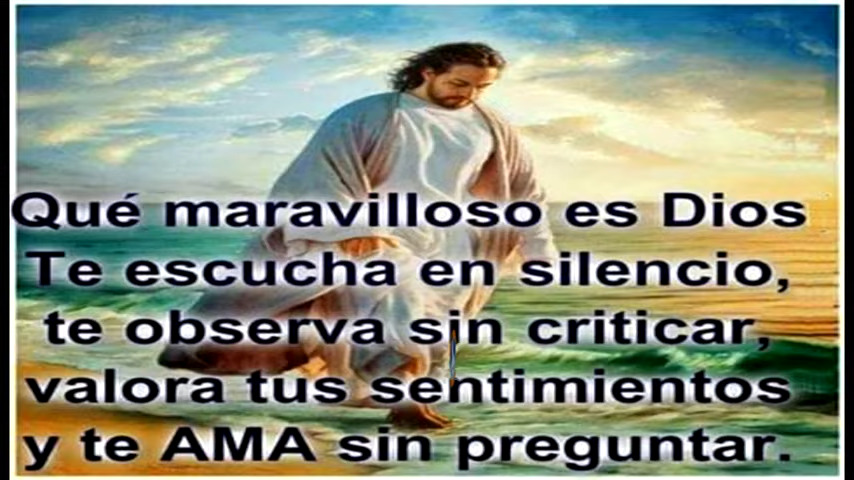 Qué maravilloso es Dios
Te escucha en silencio,
te observa sin criticar,
valora tus sentimientos
y te AMA sin preguntar.